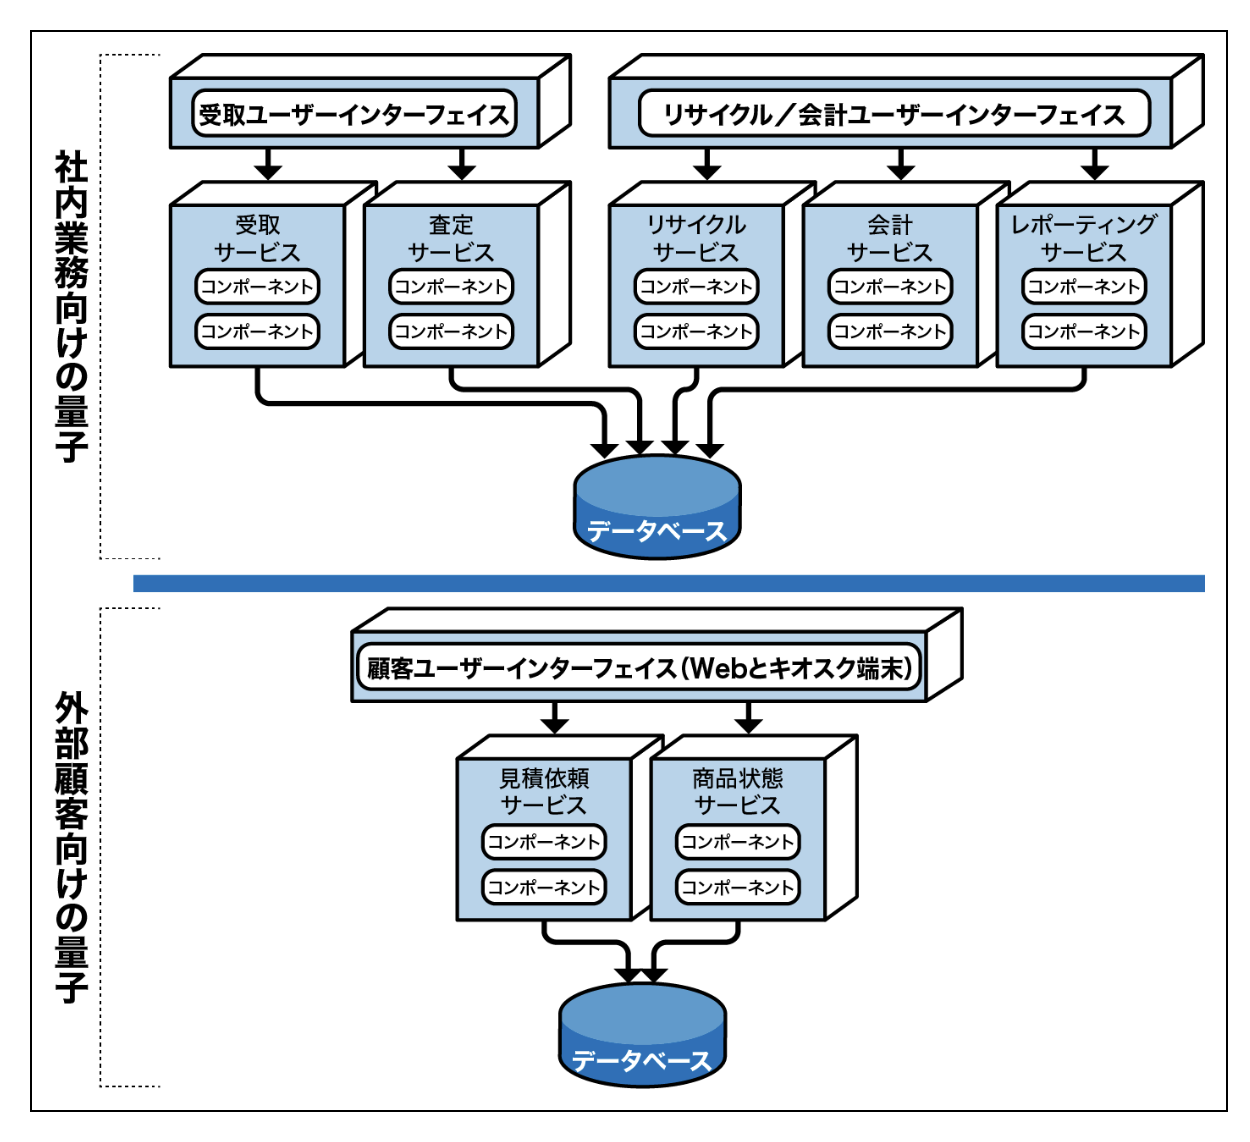 社内業務向けの量子
受取ユーザーインターフェイス
リサイクル／会計ユーザーインターフェイス
受取
サービス
コンポーネント
コンポーネント
査定
サービス
コンポーネント
コンポーネント
リサイクル
サービス
コンポーネント
コンポーネント
会計
サービス
コンポーネント
コンポーネント
レポーティング
サービス
コンポーネント
コンポーネント
データベース
外部顧客向けの量子
顧客ユーザーインターフェイス（Webとキオスク端末）
見積依頼
サービス
コンポーネント
コンポーネント
商品状態
サービス
コンポーネント
コンポーネント
データベース